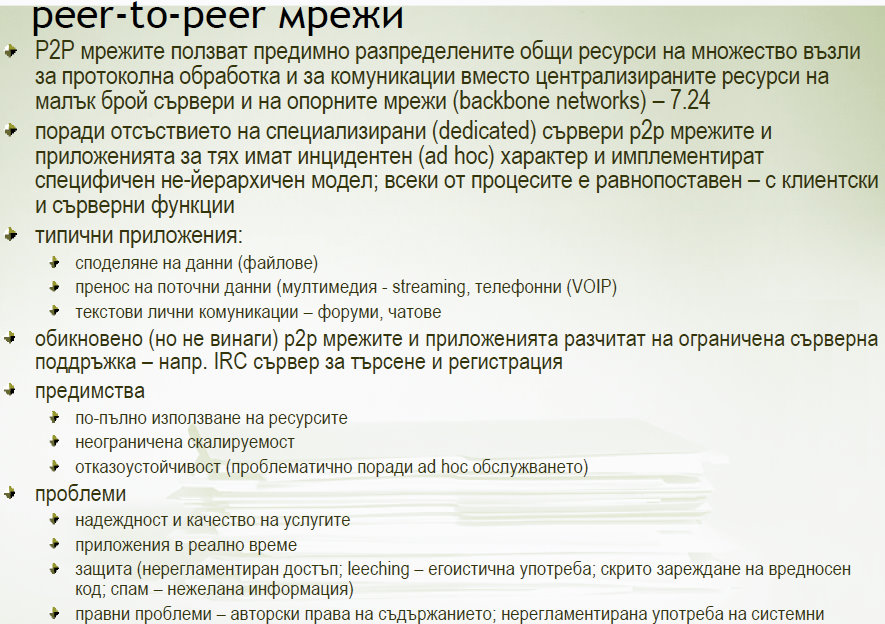 peer-to-peer мрежи
P2P мрежите ползват предимно разпределените общи ресурси на множество възли
за протоколна обработка и за комуникации вместо централизираните ресурси на
малък брой сървери и на опорните мрежи (backbone networks) – 7.24
поради отсъствието на специализирани (dedicated) сървери p2p мрежите и
приложенията за тях имат инцидентен (ad hoc) характер и имплементират
специфичен не-йерархичен модел; всеки от процесите е равнопоставен – с клиентски
и сърверни функции
типични приложения:
споделяне на данни (файлове)
пренос на поточни данни (мултимедия - streaming, телефонни (VOIP)
текстови лични комуникации – форуми, чатове
обикновено (но не винаги) p2p мрежите и приложенията разчитат на ограничена сърверна
поддръжка – напр. IRC сървер за търсене и регистрация
предимства
по-пълно използване на ресурсите
неограничена скалируемост
отказоустойчивост (проблематично поради ad hoc обслужването)
проблеми
надеждност и качество на услугите
приложения в реално време
защита (нерегламентиран достъп; leeching – егоистична употреба; скрито зареждане на вредносен
код; спам – нежелана информация)
правни проблеми – авторски права на съдържанието; нерегламентирана употреба на системни